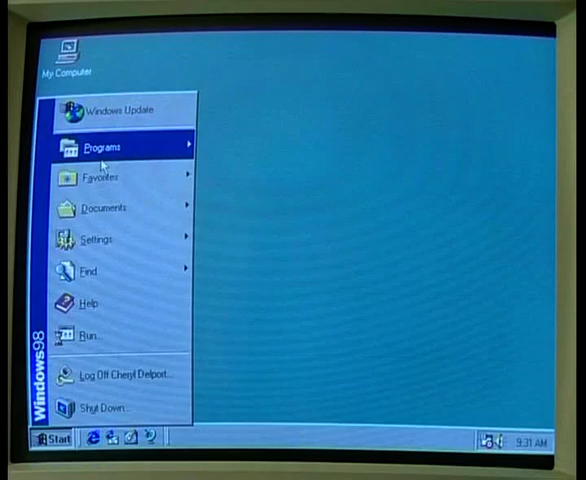 My Computer
Windows Update
Programs
Favorites
Documents
Settings
Find
Help
Run...
Log Off Cheryl Delport...
Shut Down...
Windows98
Start
9:31 AM